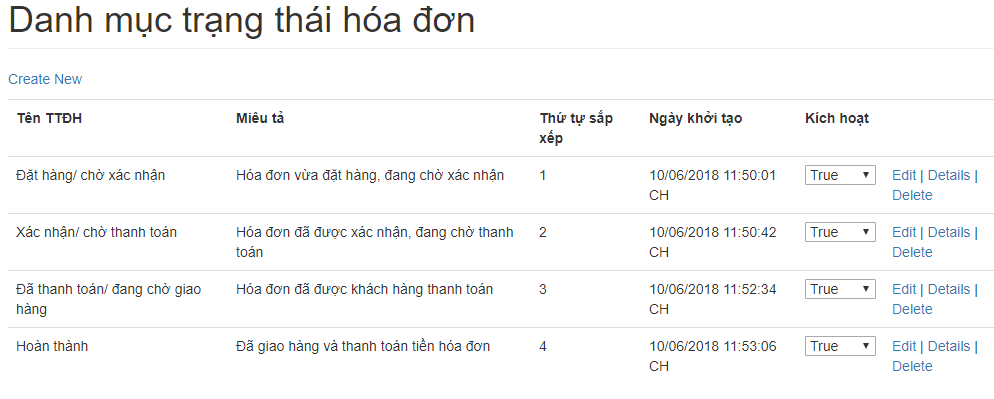 Danh mục trạng thái hóa đơn
Create New
Tên TTĐH Miêu tả Thứ tự sắp Ngày khởi tạo Kích hoạt
xếp
Đặt hàng/ chờ xác nhận Hóa đơn vừa đặt hàng, đang chờ xác nhận 1 10/06/2018 11:50:01 True Edit | Details |
CH Delete
Xác nhận/ chờ thanh toán Hóa đơn đã được xác nhận, đang chờ thanh 2 10/06/2018 11:50:42 True Edit | Details |
toán CH Delete
Đã thanh toán/ đang chờ giao Hóa đơn đã được khách hàng thanh toán 3 10/06/2018 11:52:34 True Edit | Details |
hàng CH Delete
Hoàn thành Đã giao hàng và thanh toán tiền hóa đơn 4 10/06/2018 11:53:06 True Edit | Details |
CH Delete